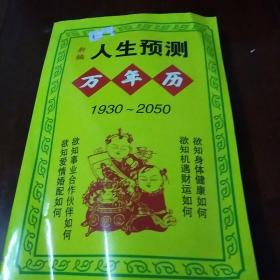 新编
人生预测
万年历
1930~2050
欲知身体健康如何
欲知机遇财运如何
欲知事业合作伙伴如何
欲知爱情婚配如何